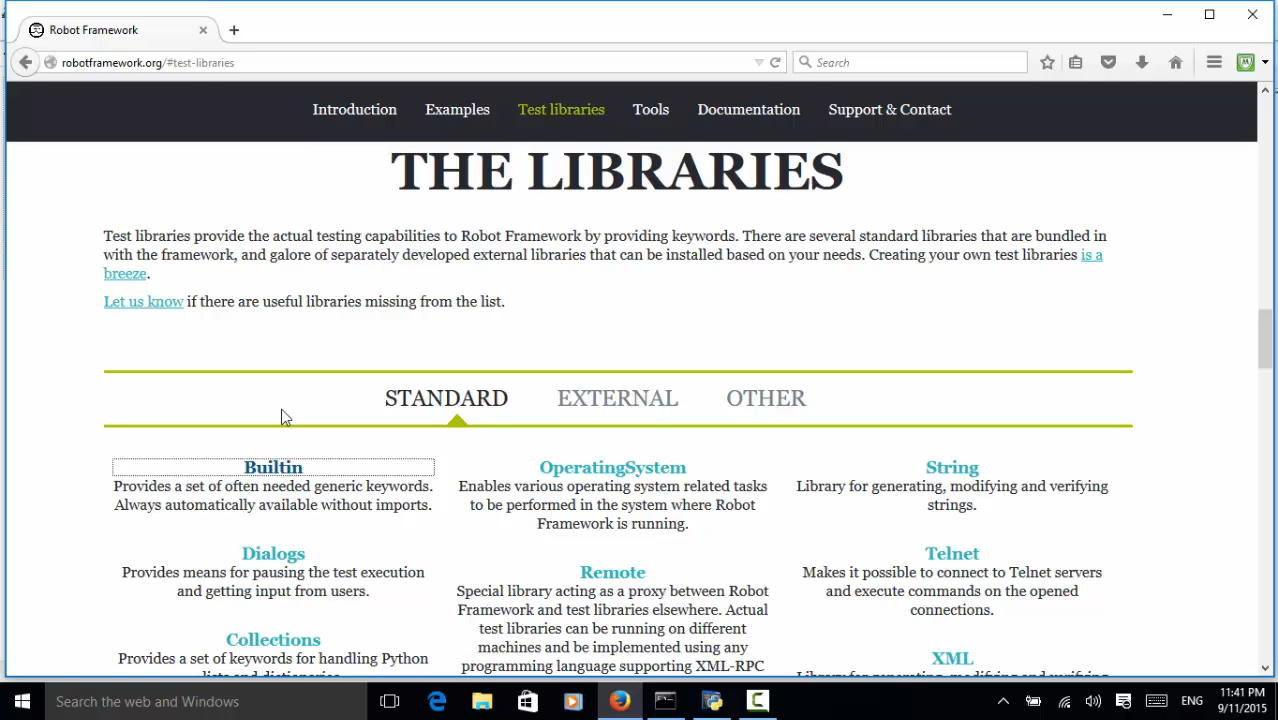 Robot Framework
robotframework.org/#test-libraries
Search
Introduction Examples Test libraries Tools Documentation Support & Contact
THE LIBRARIES
Test libraries provide the actual testing capabilities to Robot Framework by providing keywords. There are several standard libraries that are bundled in
with the framework, and galore of separately developed external libraries that can be installed based on your needs. Creating your own test libraries is a
breeze.
Let us know if there are useful libraries missing from the list.
STANDARD EXTERNAL OTHER
Builtin
Provides a set of often needed generic keywords.
Always automatically available without imports.
Dialogs
Provides means for pausing the test execution
and getting input from users.
Collections
Provides a set of keywords for handling Python
lists and dictionaries.
OperatingSystem
Enables various operating system related tasks
to be performed in the system where Robot
Framework is running.
Remote
Special library acting as a proxy between Robot
Framework and test libraries elsewhere. Actual
test libraries can be running on different
machines and be implemented using any
programming language supporting XML-RPC
String
Library for generating, modifying and verifying
strings.
Telnet
Makes it possible to connect to Telnet servers
and execute commands on the opened
connections.
XML
Library for generating, modifying and verifying
Search the web and Windows
ENG
11:41 PM
9/11/2015